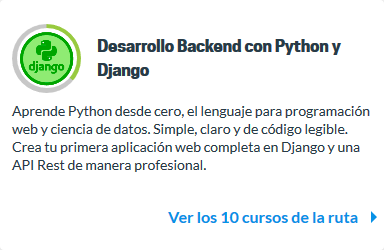 django
Desarrollo Backend con Python y
Django
Aprende Python desde cero, el lenguaje para programación
web y ciencia de datos. Simple, claro y de código legible.
Crea tu primera aplicación web completa en Django y una
API Rest de manera profesional.
Ver los 10 cursos de la ruta